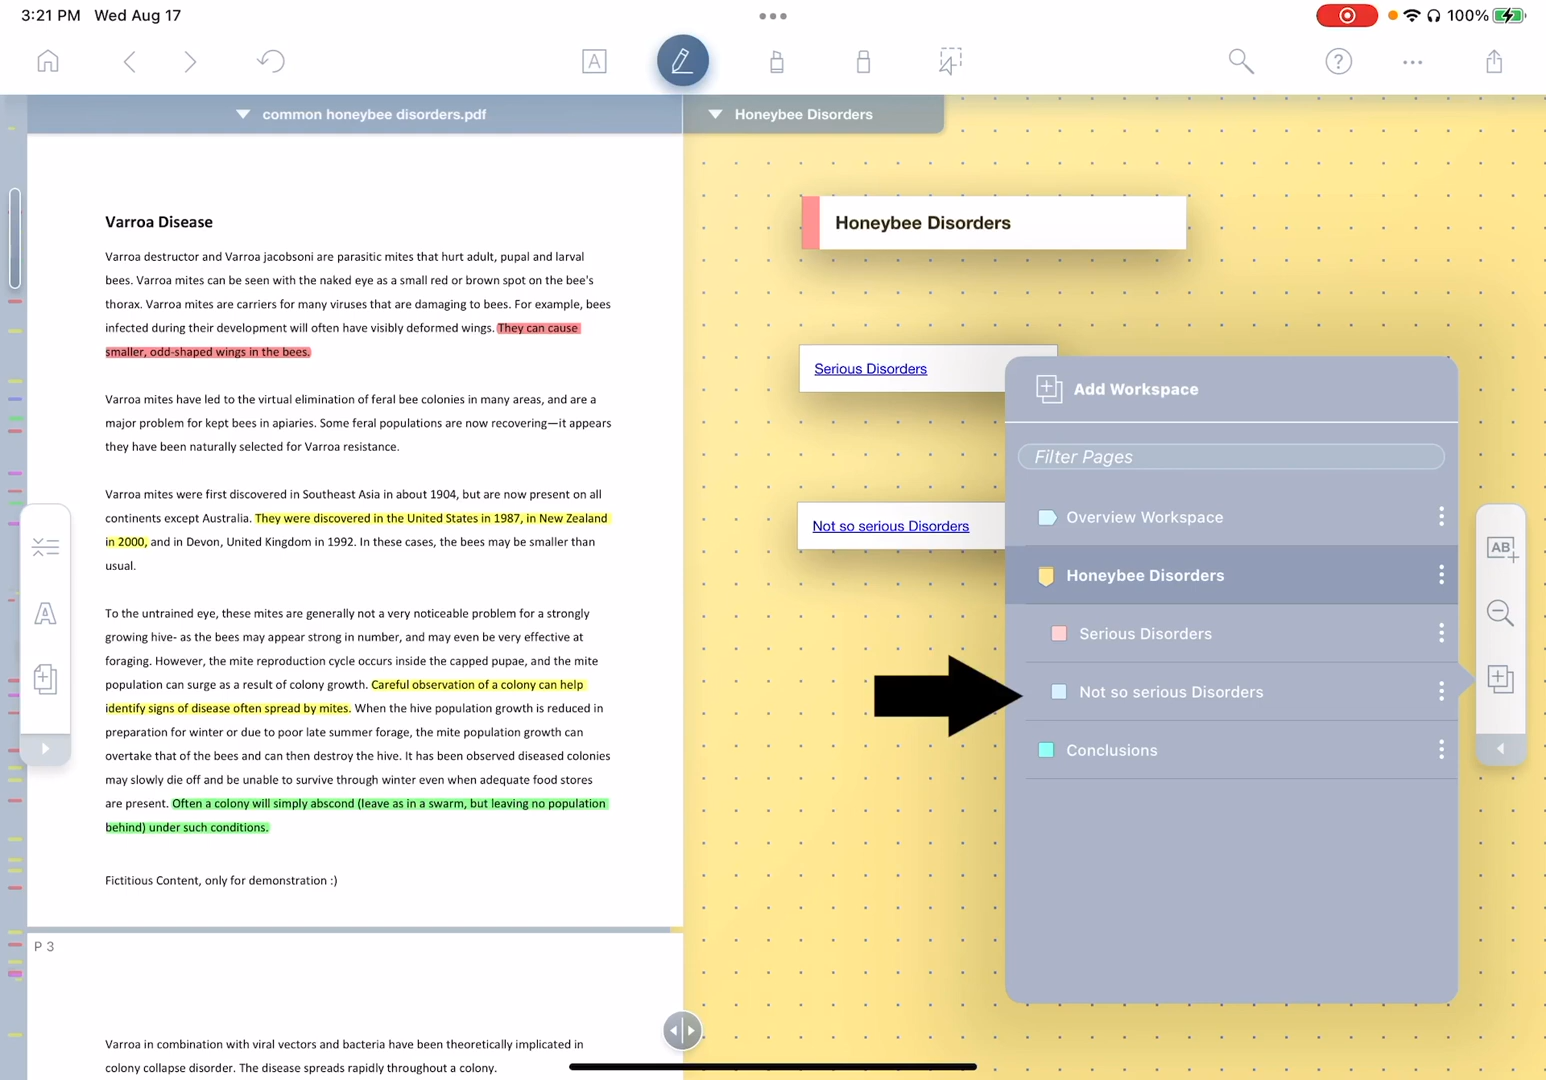 3:21 PM Wed Aug 17
100%
A
?
common honeybee disorders.pdf
Honeybee Disorders
Varroa Disease
Varroa destructor and Varroa jacobsoni are parasitic mites that hurt adult, pupal and larval
bees. Varroa mites can be seen with the naked eye as a small red or brown spot on the bee's
thorax. Varroa mites are carriers for many viruses that are damaging to bees. For example, bees
infected during their development will often have visibly deformed wings. They can cause
smaller, odd-shaped wings in the bees.
Varroa mites have led to the virtual elimination of feral bee colonies in many areas, and are a
major problem for kept bees in apiaries. Some feral populations are now recovering—it appears
they have been naturally selected for Varroa resistance.
Varroa mites were first discovered in Southeast Asia in about 1904, but are now present on all
continents except Australia. They were discovered in the United States in 1987, in New Zealand
in 2000, and in Devon, United Kingdom in 1992. In these cases, the bees may be smaller than
usual.
To the untrained eye, these mites are generally not a very noticeable problem for a strongly
growing hive- as the bees may appear strong in number, and may even be very effective at
foraging. However, the mite reproduction cycle occurs inside the capped pupae, and the mite
population can surge as a result of colony growth. Careful observation of a colony can help
identify signs of disease often spread by mites. When the hive population growth is reduced in
preparation for winter or due to poor late summer forage, the mite population growth can
overtake that of the bees and can then destroy the hive. It has been observed diseased colonies
may slowly die off and be unable to survive through winter even when adequate food stores
are present. Often a colony will simply abscond (leave as in a swarm, but leaving no population
behind) under such conditions.
Fictitious Content, only for demonstration :)
P 3
Varroa in combination with viral vectors and bacteria have been theoretically implicated in
colony collapse disorder. The disease spreads rapidly throughout a colony.
A
Honeybee Disorders
Serious Disorders
Not so serious Disorders
Add Workspace
Filter Pages
Overview Workspace
Honeybee Disorders
Serious Disorders
Not so serious Disorders
Conclusions
AB